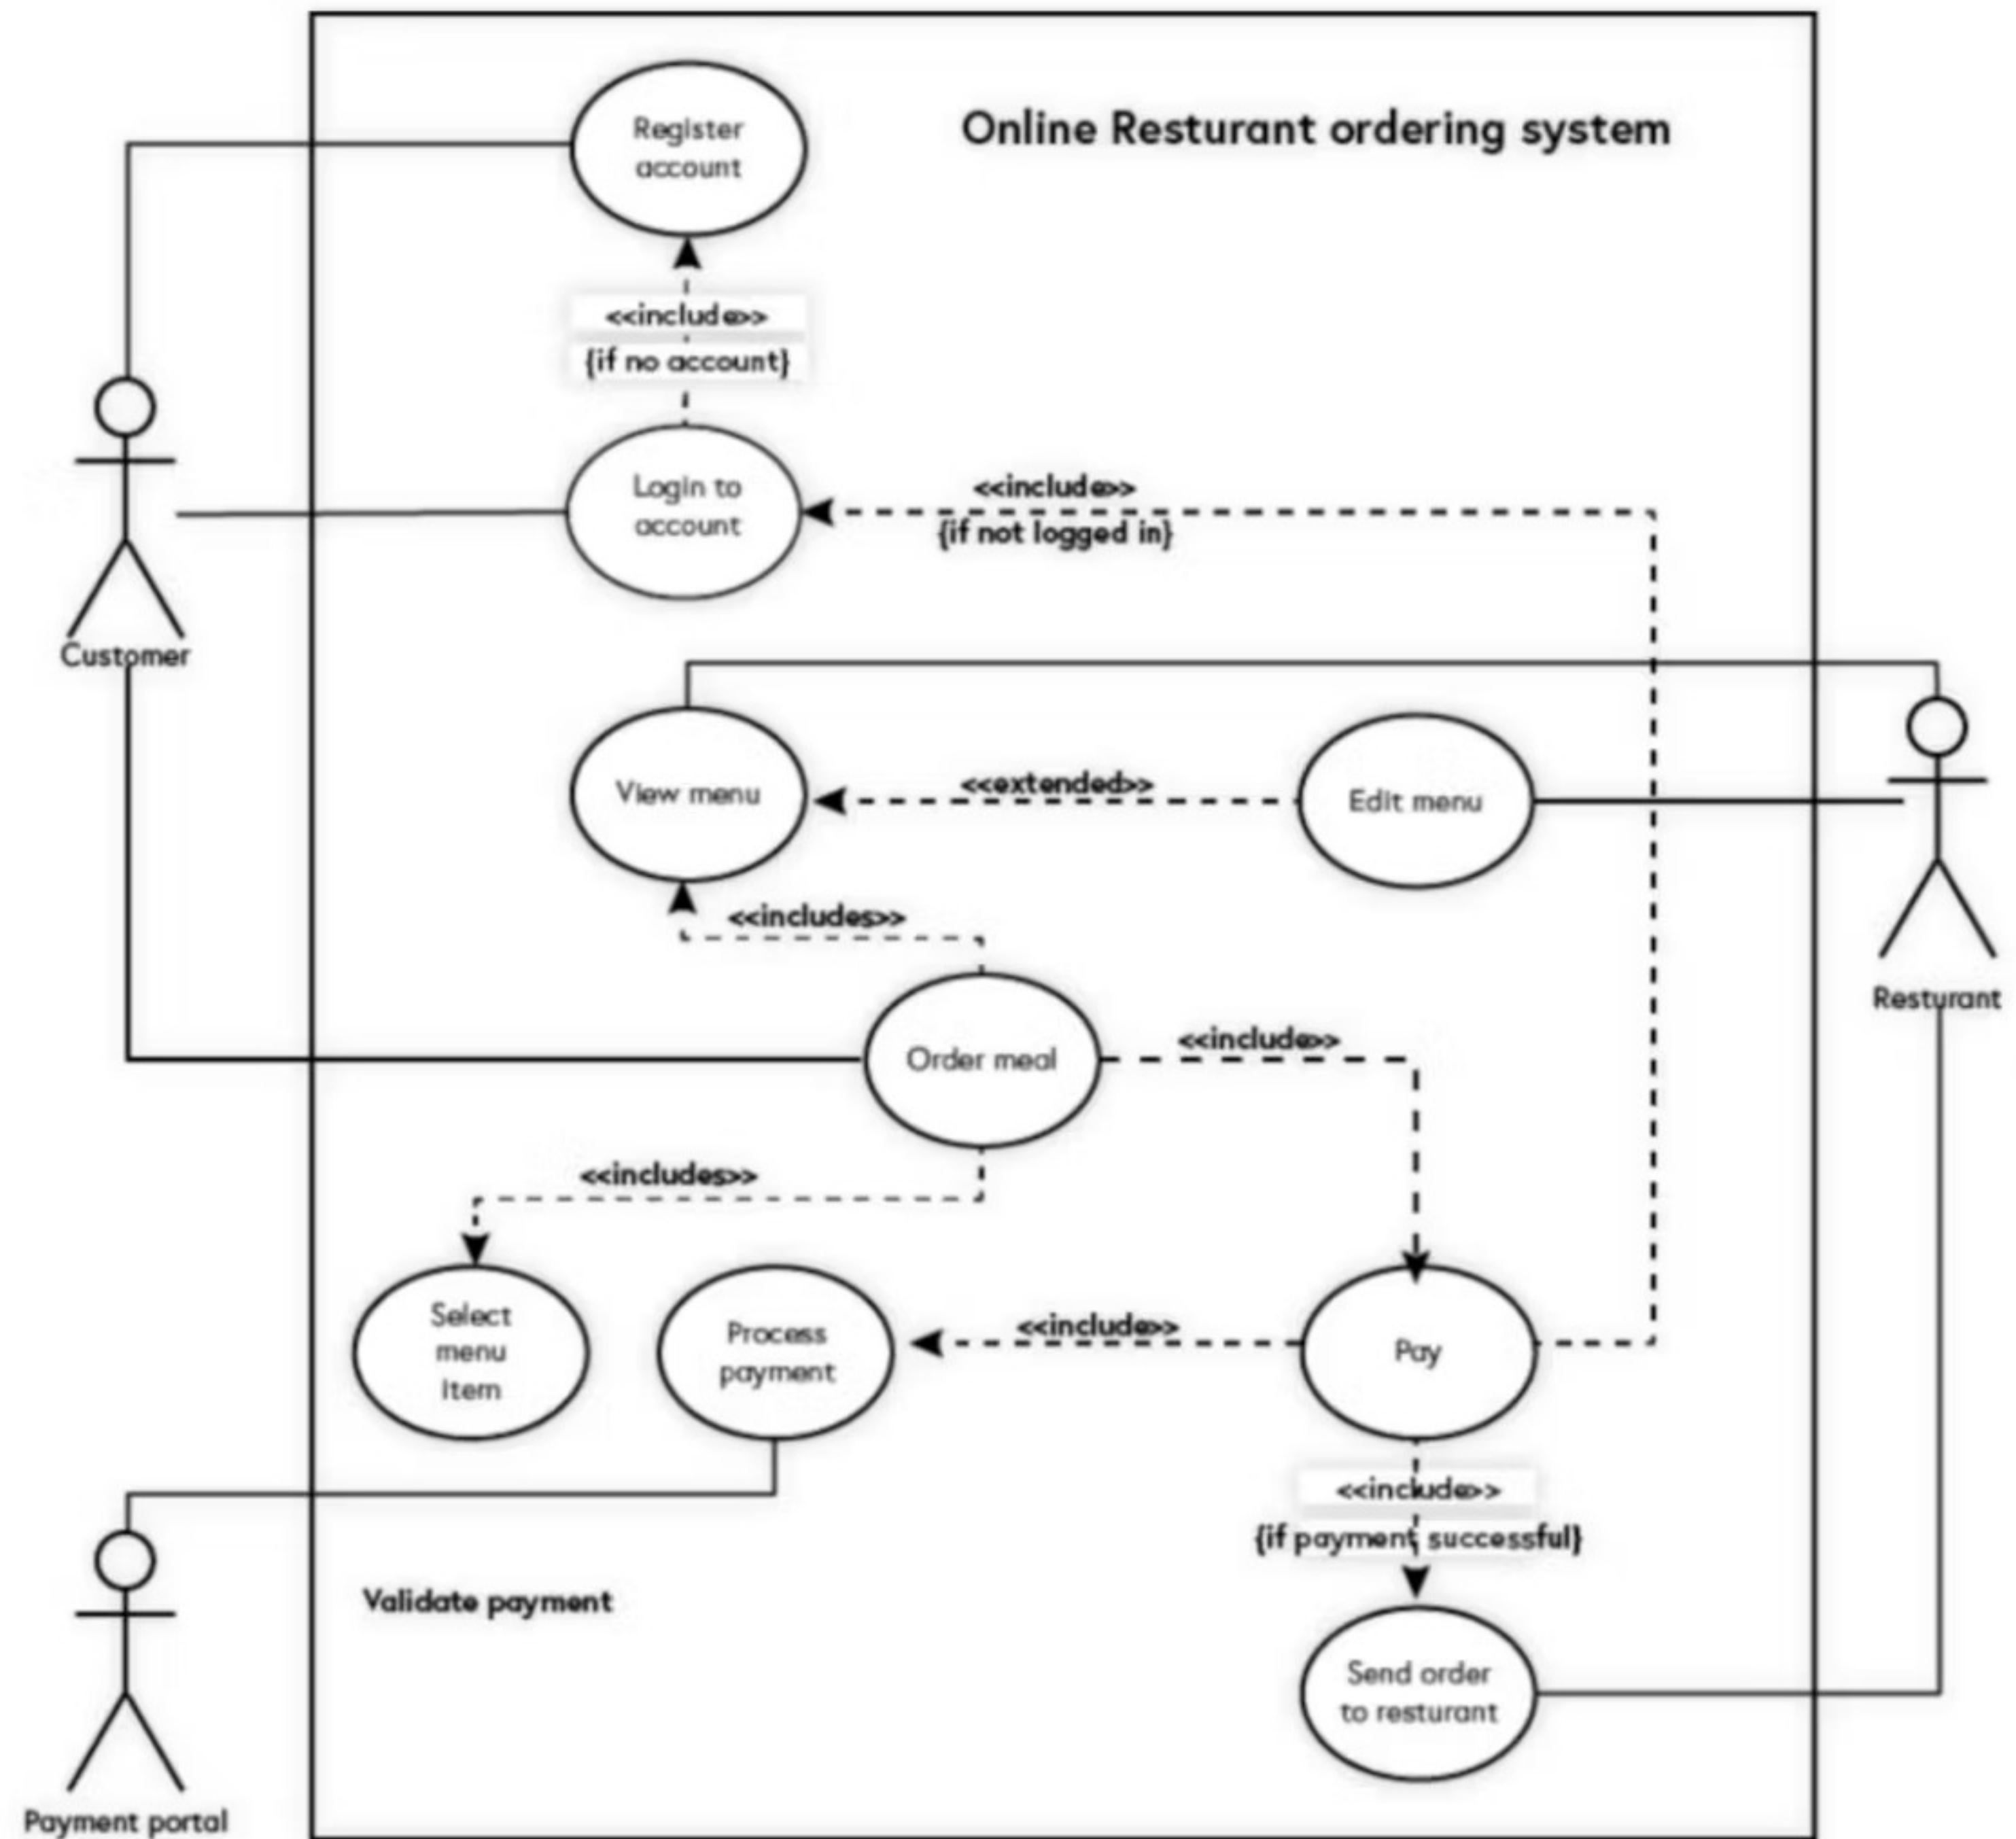 Online Resturant ordering system
Register
account
<<include>>
{if no account}
Login to
account
<<include>>
{if not logged in}
Customer
View menu
<<extended>>
Edit menu
<<includes>>
Resturant
Order meal
<<include>>
<<includes>>
Select
menu
item
Process
payment
<<include>>
Pay
<<include>>
{if payment successful}
Validate payment
Send order
to resturant
Payment portal